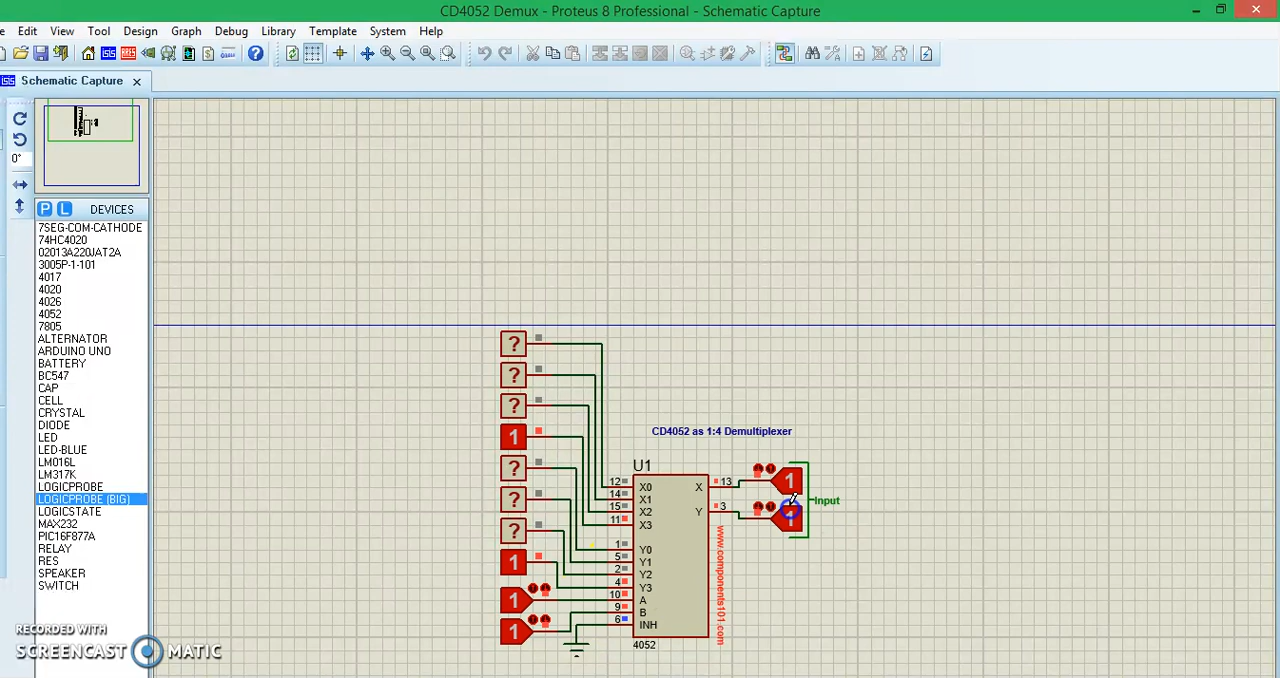 CD4052 Demux - Proteus 8 Professional - Schematic Capture
e Edit View Tool Design Graph Debug Library Template System Help
ISIS ARES
ISIS Schematic Capture
0°
P L DEVICES
7SEG-COM-CATHODE
74HC4020
02013A220JAT2A
3005P-1-101
4017
4020
4026
4052
7805
ALTERNATOR
ARDUINO UNO
BATTERY
BC547
CAP
CELL
CRYSTAL
DIODE
LED
LED-BLUE
LM016L
LM317K
LOGICPROBE
LOGICPROBE (BIG)
LOGICSTATE
MAX232
PIC16F877A
RELAY
RES
SPEAKER
SWITCH
?
?
?
1
?
?
?
1
1
1
CD4052 as 1:4 Demultiplexer
U1
12 X0 X 13
14 X1
15 X2 Y 3
11 X3
1 Y0
5 Y1
2 Y2
4 Y3
10 A
9 B
6 INH
4052
1
1
Input
www.components101.com
RECORDED WITH
SCREENCAST MATIC